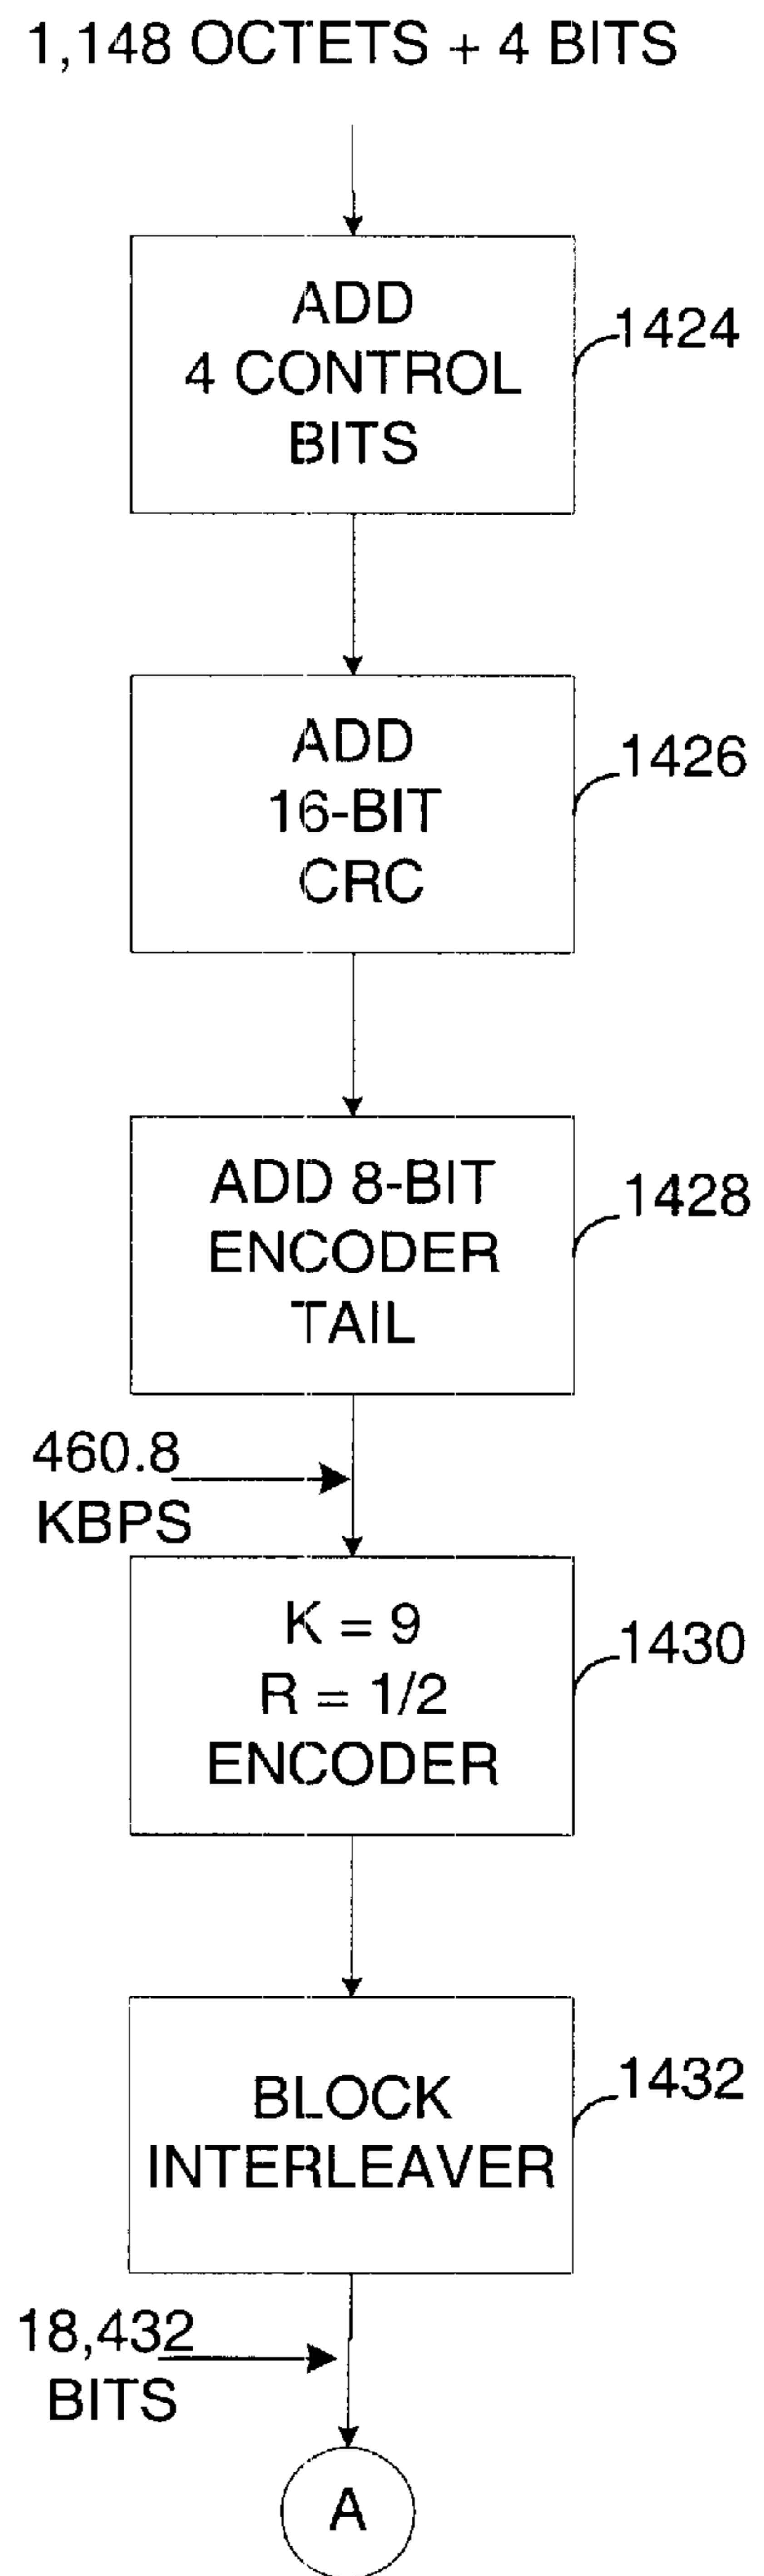 1,148 OCTETS + 4 BITS
ADD
4 CONTROL
BITS
1424
ADD
16-BIT
CRC
1426
ADD 8-BIT
ENCODER
TAIL
1428
460.8
KBPS
K = 9
R = 1/2
ENCODER
1430
BLOCK
INTERLEAVER
1432
18,432
BITS
A